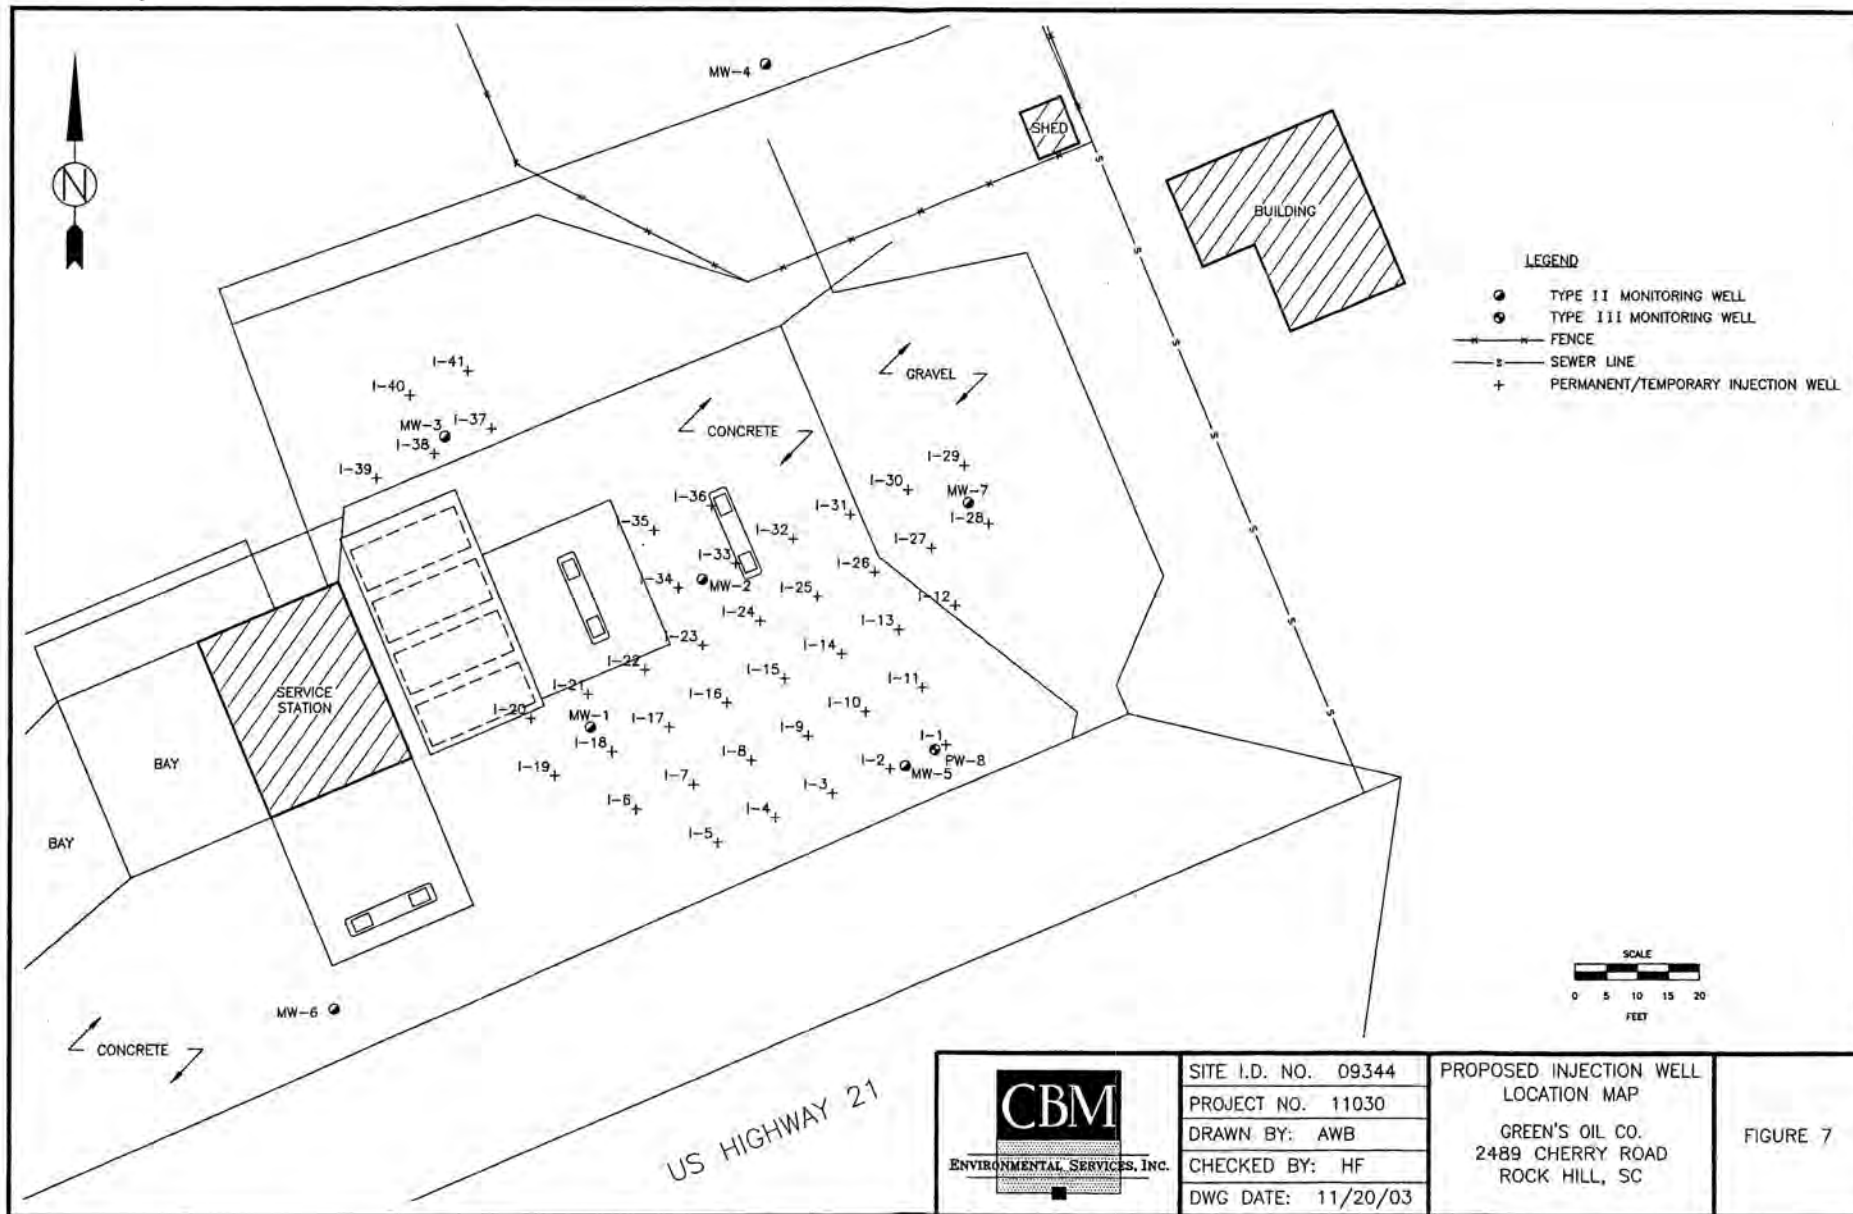 MW-4
SHED
N
BUILDING
LEGEND
TYPE II MONITORING WELL
TYPE III MONITORING WELL
x x FENCE
s SEWER LINE
+ PERMANENT/TEMPORARY INJECTION WELL
S
S
S
S
S
S
S
S
I-41
I-40
GRAVEL
MW-3
I-37
I-38
CONCRETE
I-39
I-29
I-30
MW-7
I-36
I-31
I-28
I-35
I-32
I-27
I-33
I-26
I-34
MW-2
I-25
I-12
I-24
I-13
I-23
I-14
I-22
I-15
I-11
I-21
I-16
I-10
SERVICE
STATION
I-20
MW-1
I-17
I-9
I-18
I-8
I-1
PW-8
BAY
I-19
I-7
I-2
MW-5
I-6
I-3
I-4
I-5
BAY
MW-6
CONCRETE
SCALE
0 5 10 15 20
FEET
US HIGHWAY 21
CBM
ENVIRONMENTAL SERVICES, INC.
SITE I.D. NO. 09344
PROJECT NO. 11030
DRAWN BY: AWB
CHECKED BY: HF
DWG DATE: 11/20/03
PROPOSED INJECTION WELL
LOCATION MAP
GREEN'S OIL CO.
2489 CHERRY ROAD
ROCK HILL, SC
FIGURE 7